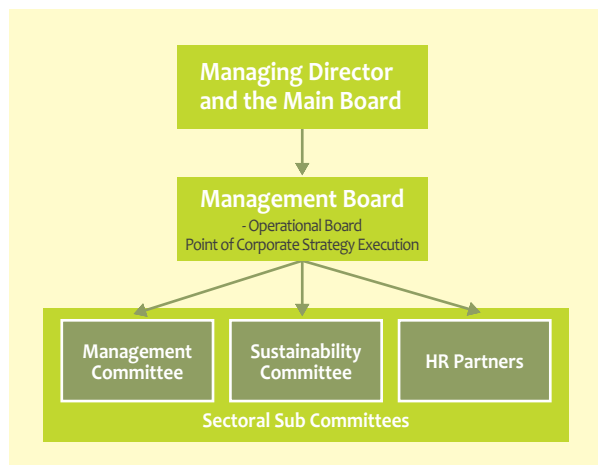 Managing Director
and the Main Board
Management Board
- Operational Board
Point of Corporate Strategy Execution
Management
Committee
Sustainability
Committee
HR Partners
Sectoral Sub Committees